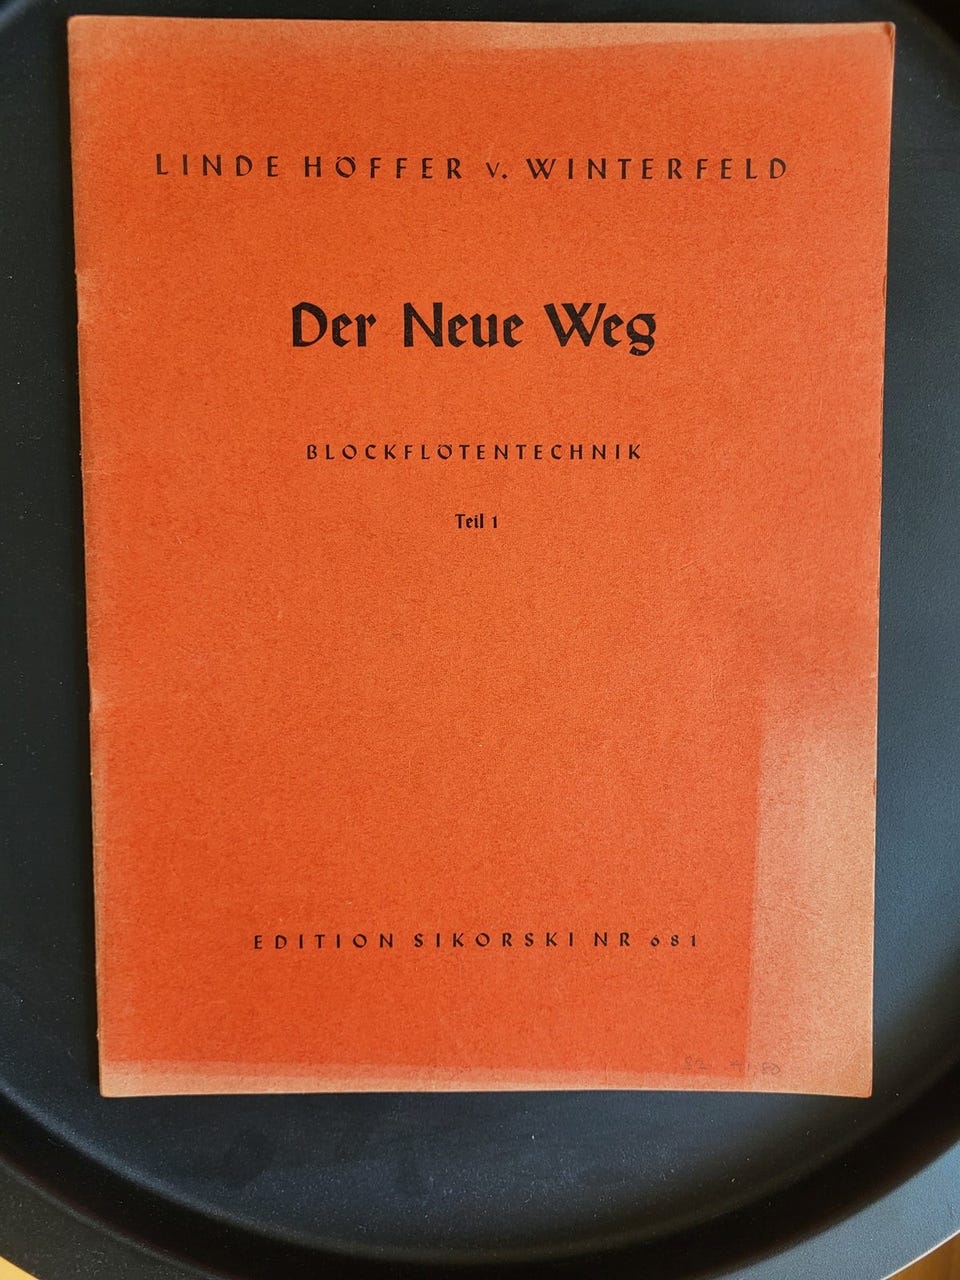 LINDE HÖFFER v. WINTERFELD
Der Neue Weg
BLOCKFLÖTENTECHNIK
Teil 1
EDITION SIKORSKI NR 681